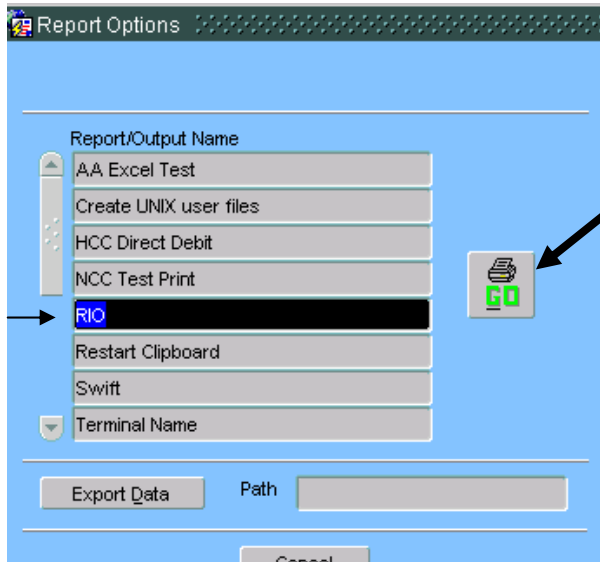 Report Options
Report/Output Name
AA Excel Test
Create UNIX user files
HCC Direct Debit
NCC Test Print
GO
RIO
Restart Clipboard
Swift
Terminal Name
Export Data Path
Cancel